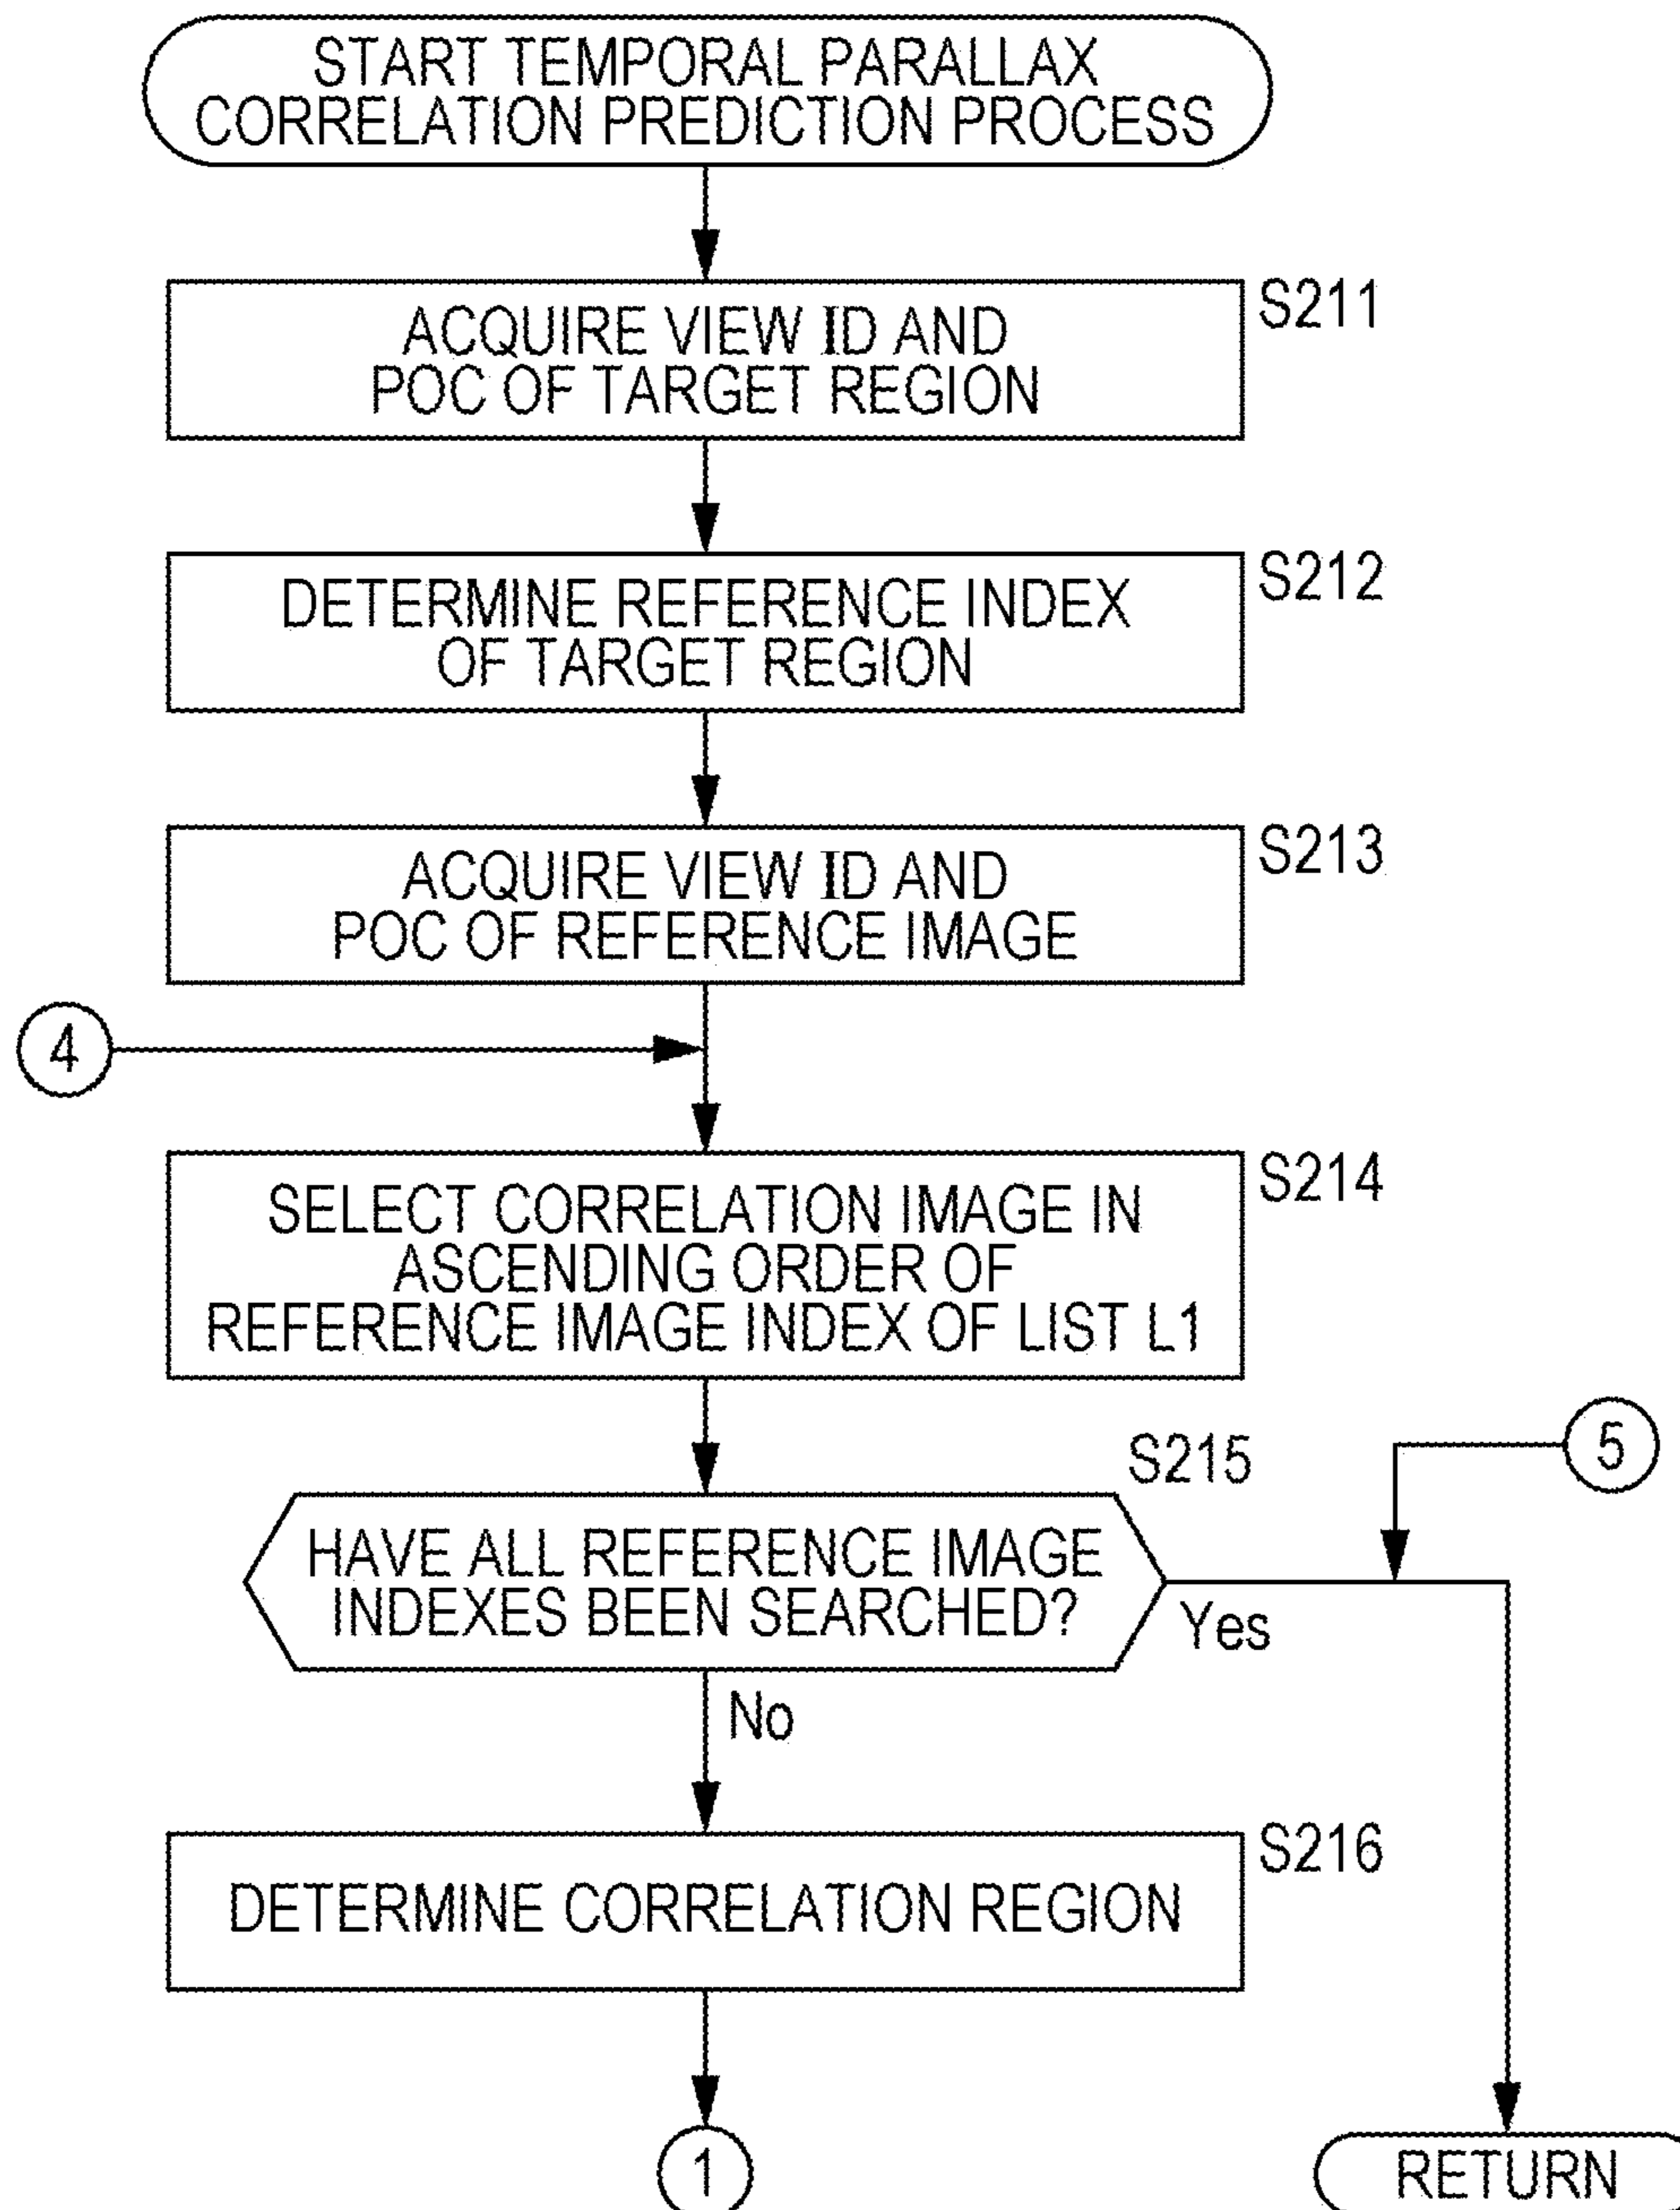 START TEMPORAL PARALLAX
CORRELATION PREDICTION PROCESS
S211
ACQUIRE VIEW ID AND
POC OF TARGET REGION
S212
DETERMINE REFERENCE INDEX
OF TARGET REGION
S213
ACQUIRE VIEW ID AND
POC OF REFERENCE IMAGE
4
S214
SELECT CORRELATION IMAGE IN
ASCENDING ORDER OF
REFERENCE IMAGE INDEX OF LIST L1
5
S215
HAVE ALL REFERENCE IMAGE
INDEXES BEEN SEARCHED?
Yes
No
S216
DETERMINE CORRELATION REGION
1
RETURN